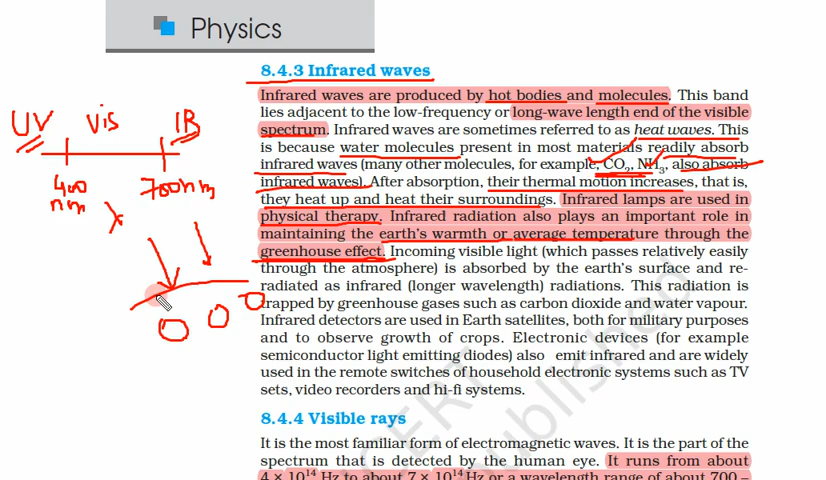 Physics
8.4.3 Infrared waves
Infrared waves are produced by hot bodies and molecules. This band
lies adjacent to the low-frequency or long-wave length end of the visible
spectrum. Infrared waves are sometimes referred to as heat waves. This
is because water molecules present in most materials readily absorb
infrared waves (many other molecules, for example, CO2, NH3, also absorb
infrared waves). After absorption, their thermal motion increases, that is,
they heat up and heat their surroundings. Infrared lamps are used in
physical therapy. Infrared radiation also plays an important role in
maintaining the earth's warmth or average temperature through the
greenhouse effect. Incoming visible light (which passes relatively easily
through the atmosphere) is absorbed by the earth's surface and re-
radiated as infrared (longer wavelength) radiations. This radiation is
trapped by greenhouse gases such as carbon dioxide and water vapour.
Infrared detectors are used in Earth satellites, both for military purposes
and to observe growth of crops. Electronic devices (for example
semiconductor light emitting diodes) also emit infrared and are widely
used in the remote switches of household electronic systems such as TV
sets, video recorders and hi-fi systems.
8.4.4 Visible rays
It is the most familiar form of electromagnetic waves. It is the part of the
spectrum that is detected by the human eye. It runs from about
4 × 10¹⁴ Hz to about 7 × 10¹⁴ Hz or a wavelength range of about 700 –
UV vis IR
400 700nm
nm
λ
NCERT
published